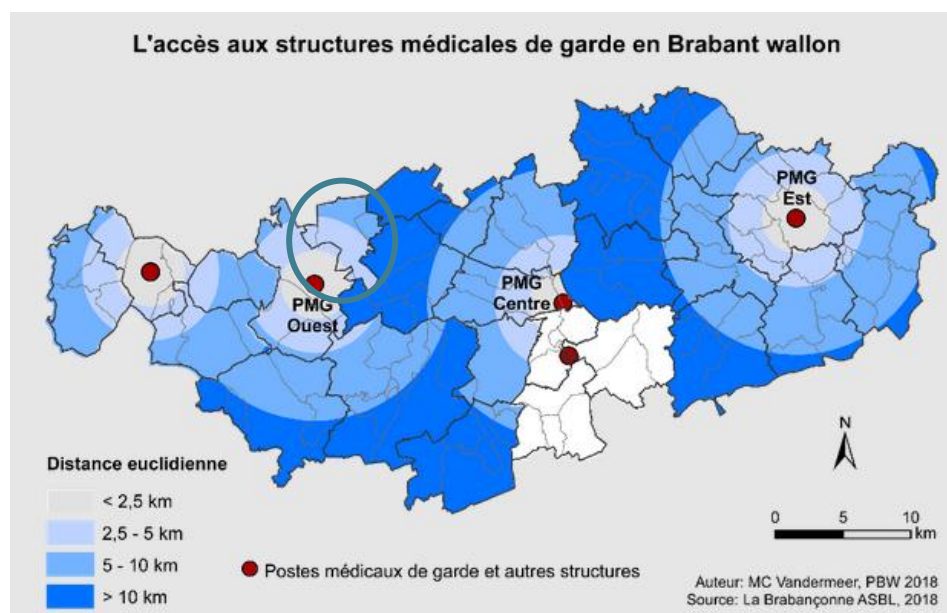 L'accès aux structures médicales de garde en Brabant wallon
PMG
Est
PMG
Centre
PMG
Ouest
N
Distance euclidienne
< 2,5 km
2,5 - 5 km
5 - 10 km
> 10 km
Postes médicaux de garde et autres structures
0 5 10
km
Auteur: MC Vandermeer, PBW 2018
Source: La Brabançonne ASBL, 2018